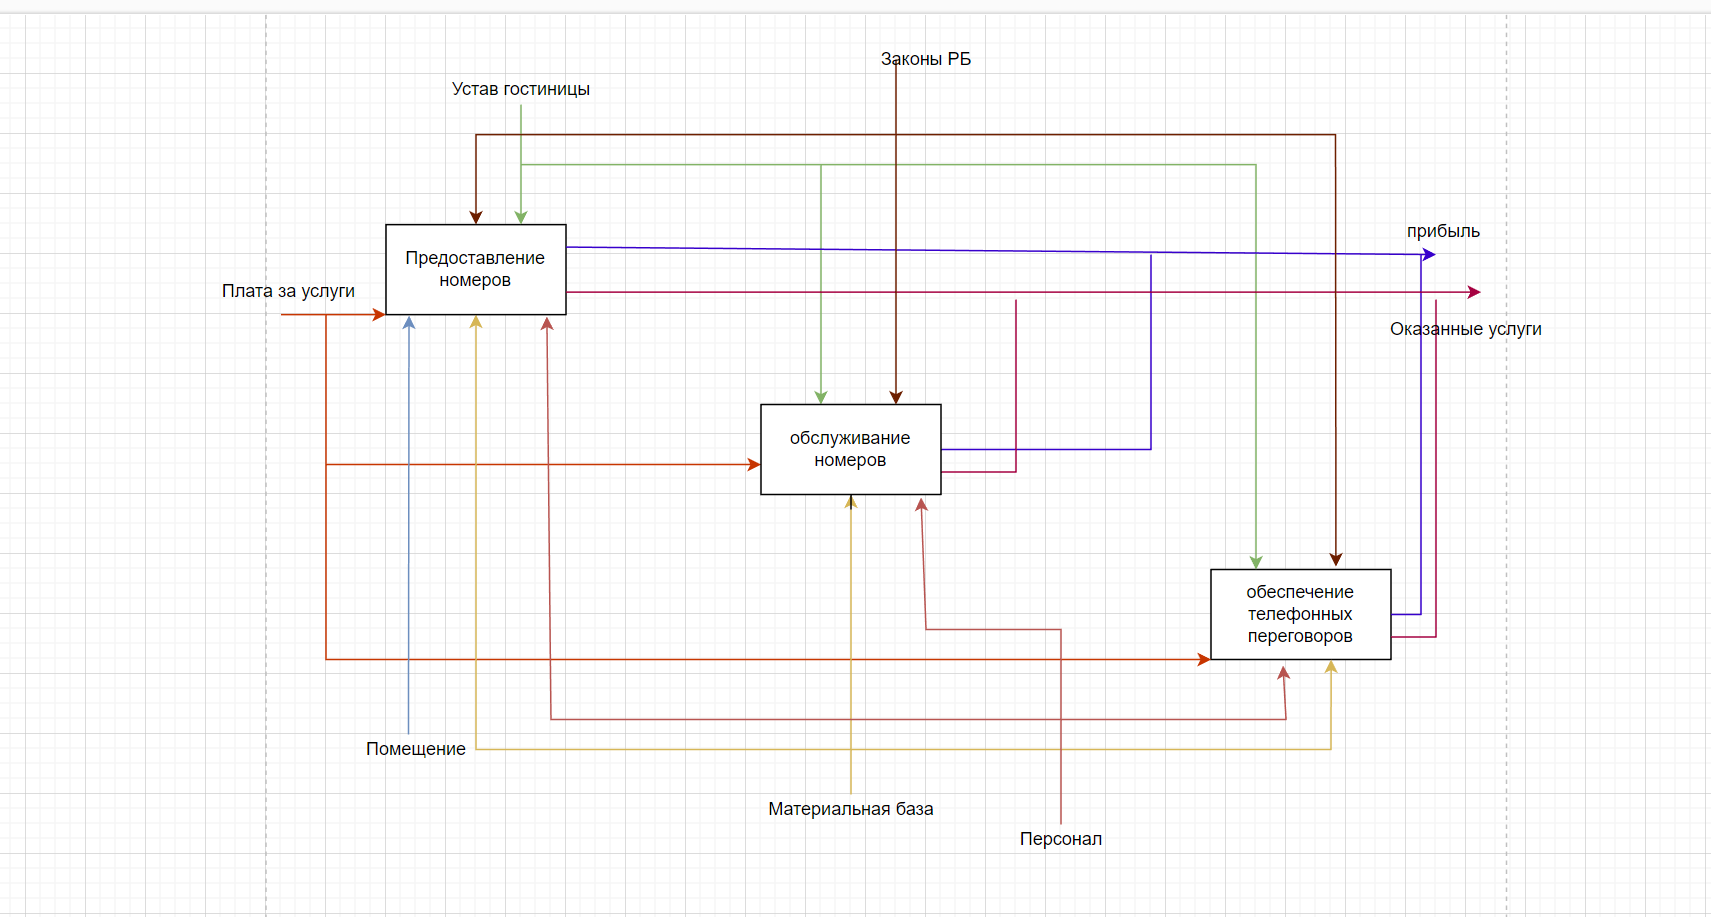 Законы РБ
Устав гостиницы
прибыль
Предоставление
номеров
Плата за услуги
Оказанные услуги
обслуживание
номеров
обеспечение
телефонных
переговоров
Помещение
Материальная база
Персонал